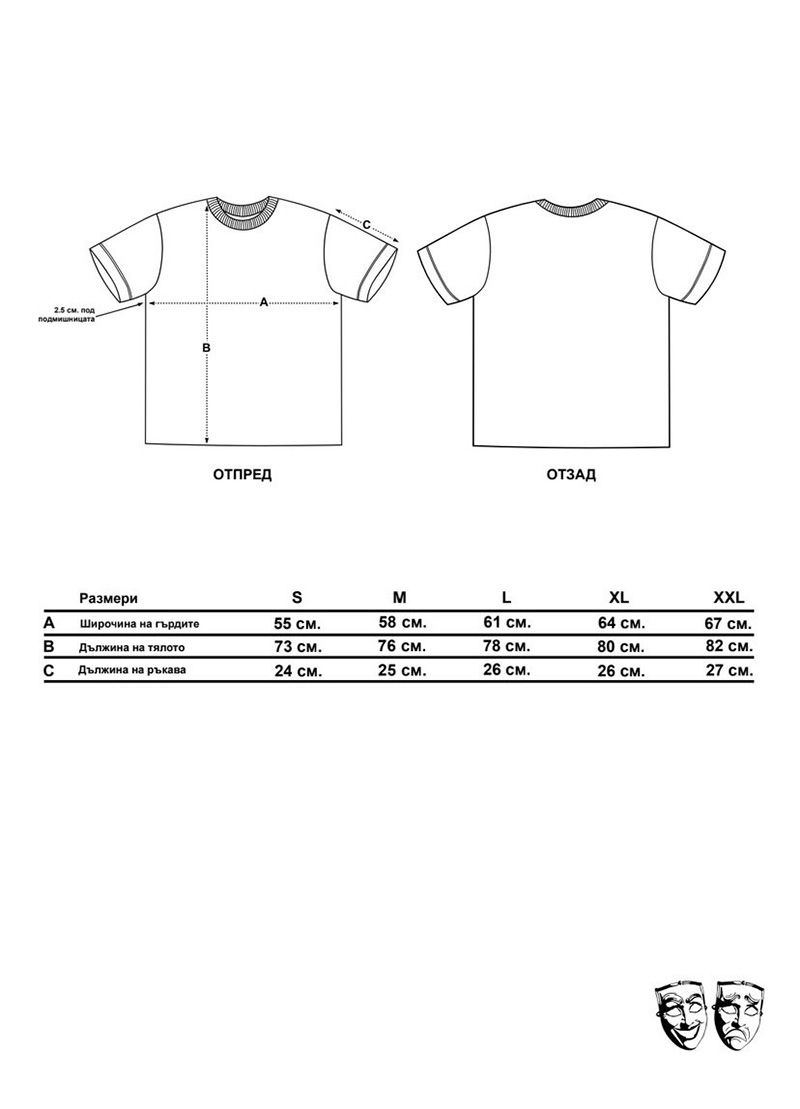 C
A
2.5 см. под
подмишницата
B
ОТПРЕД
ОТЗАД
Размери S M L XL XXL
A Широчина на гърдите 55 см. 58 см. 61 см. 64 см. 67 см.
B Дължина на тялото 73 см. 76 см. 78 см. 80 см. 82 см.
C Дължина на ръкава 24 см. 25 см. 26 см. 26 см. 27 см.